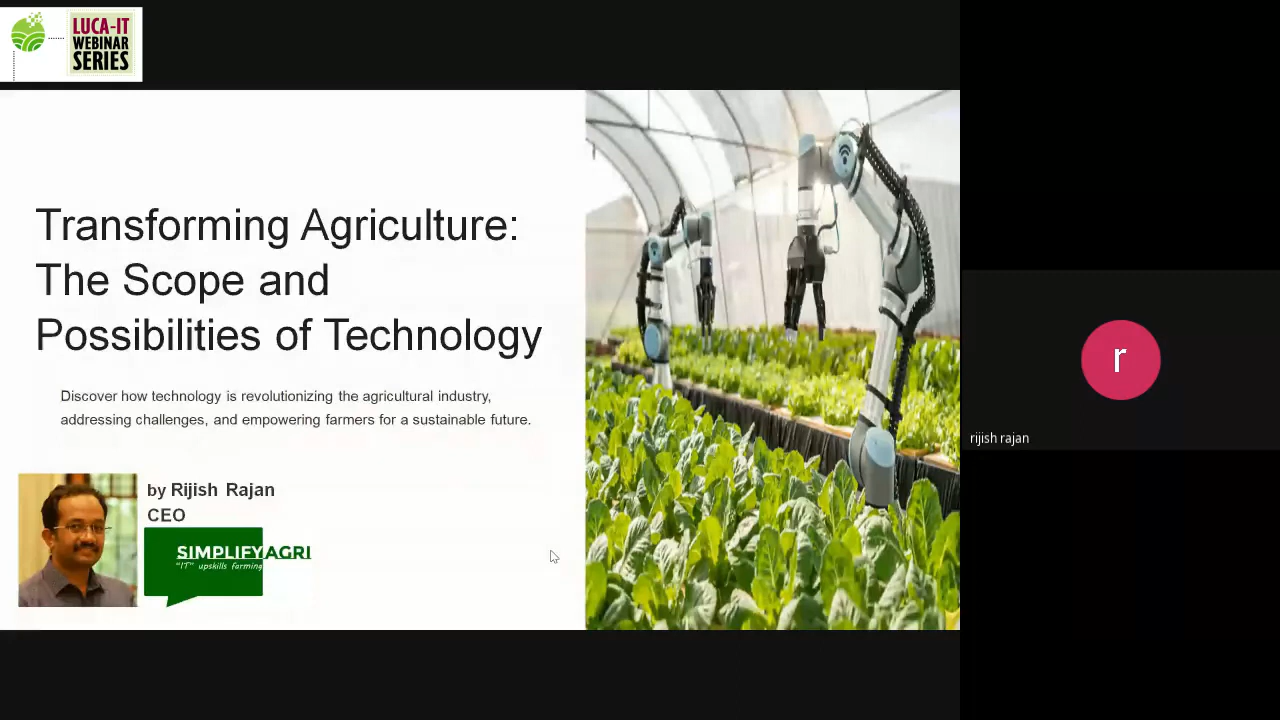 LUCA-IT
WEBINAR
SERIES
Transforming Agriculture:
The Scope and
Possibilities of Technology
Discover how technology is revolutionizing the agricultural industry,
addressing challenges, and empowering farmers for a sustainable future.
by Rijish Rajan
CEO
SIMPLIFYAGRI
"IT" upskills farming
r
rijish rajan